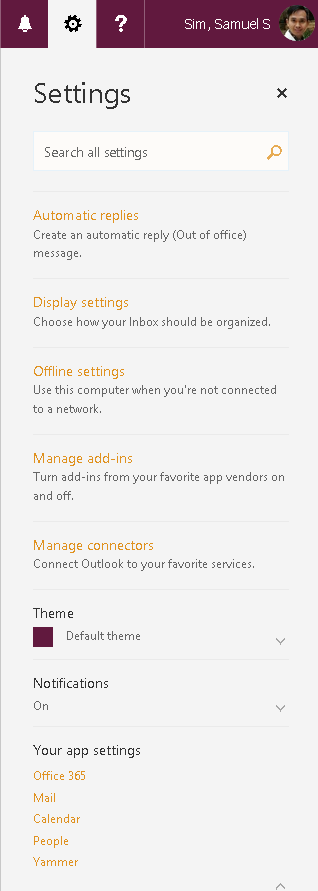 ?
Sim, Samuel S
Settings
×
Search all settings
Automatic replies
Create an automatic reply (Out of office)
message.
Display settings
Choose how your Inbox should be organized.
Offline settings
Use this computer when you're not connected
to a network.
Manage add-ins
Turn add-ins from your favorite app vendors on
and off.
Manage connectors
Connect Outlook to your favorite services.
Theme
Default theme
Notifications
On
Your app settings
Office 365
Mail
Calendar
People
Yammer